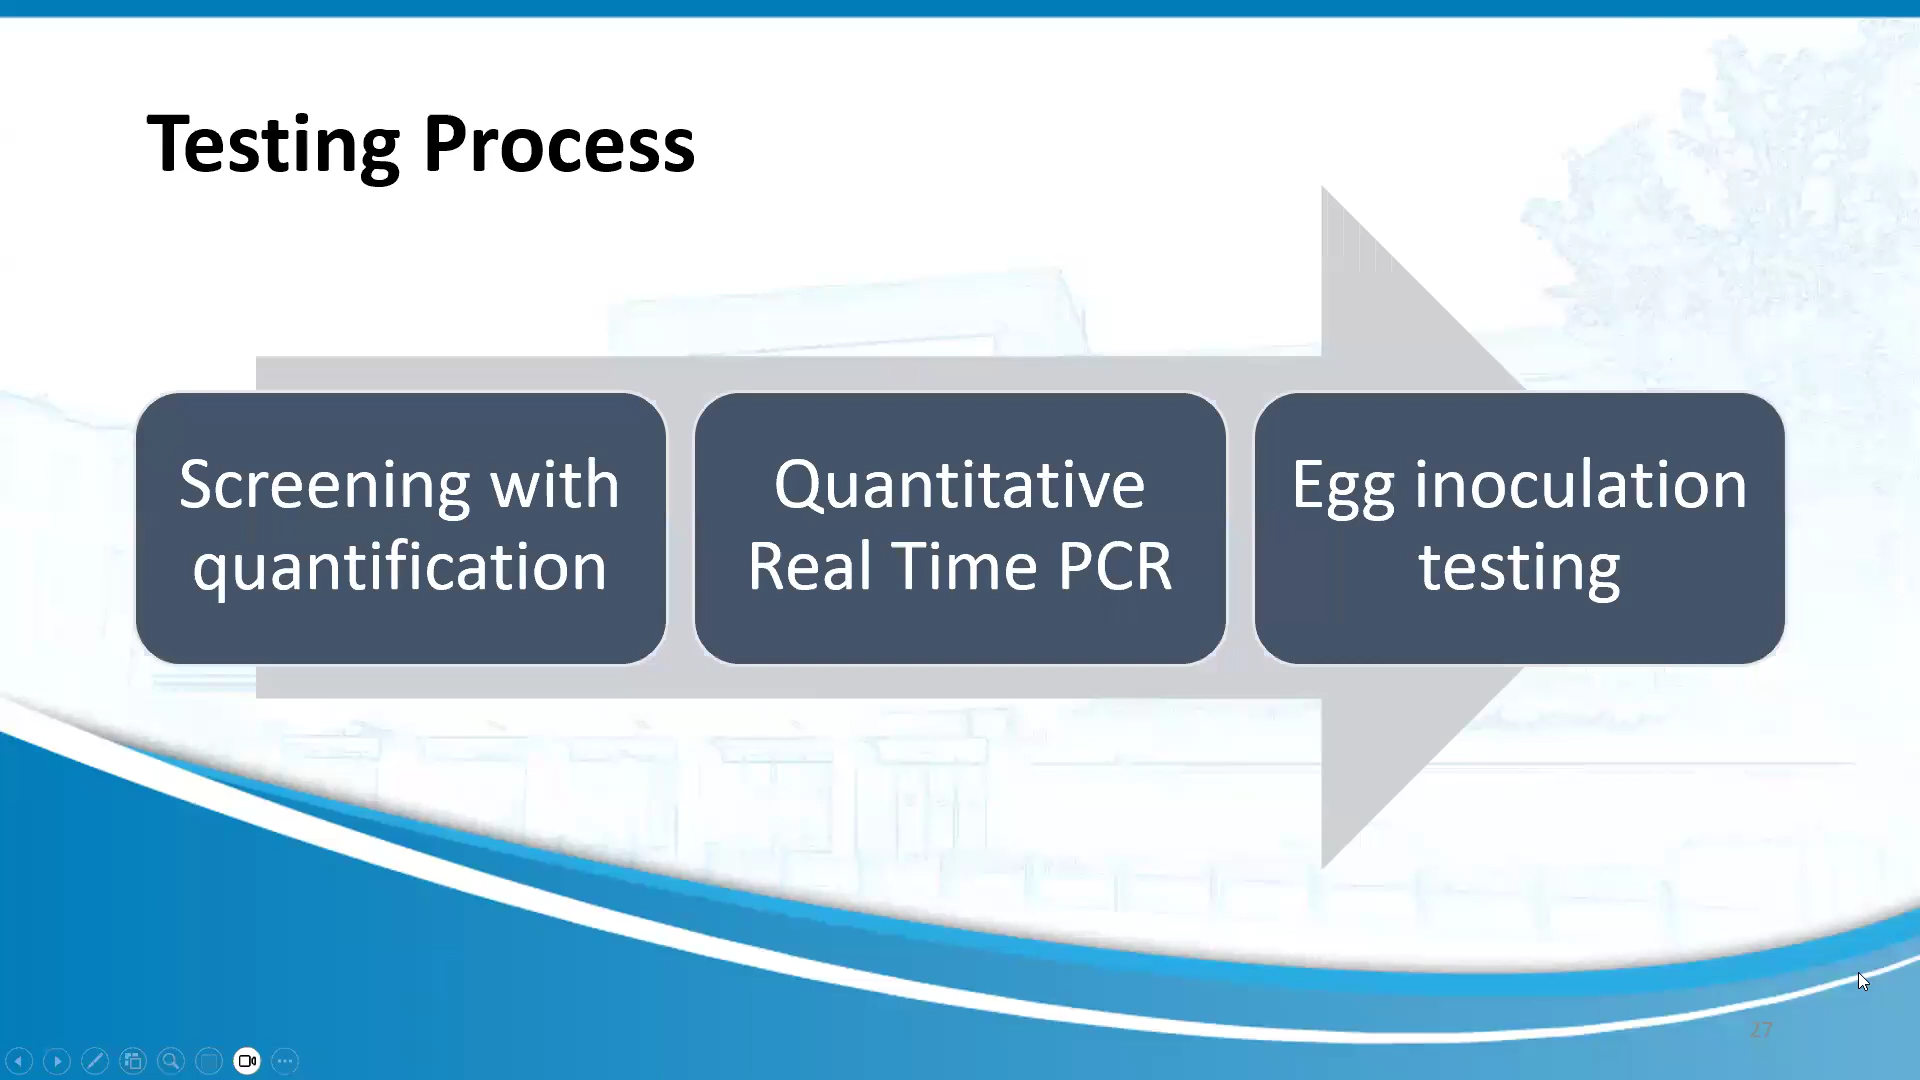 Testing Process
Screening with
quantification
Quantitative
Real Time PCR
Egg inoculation
testing
27